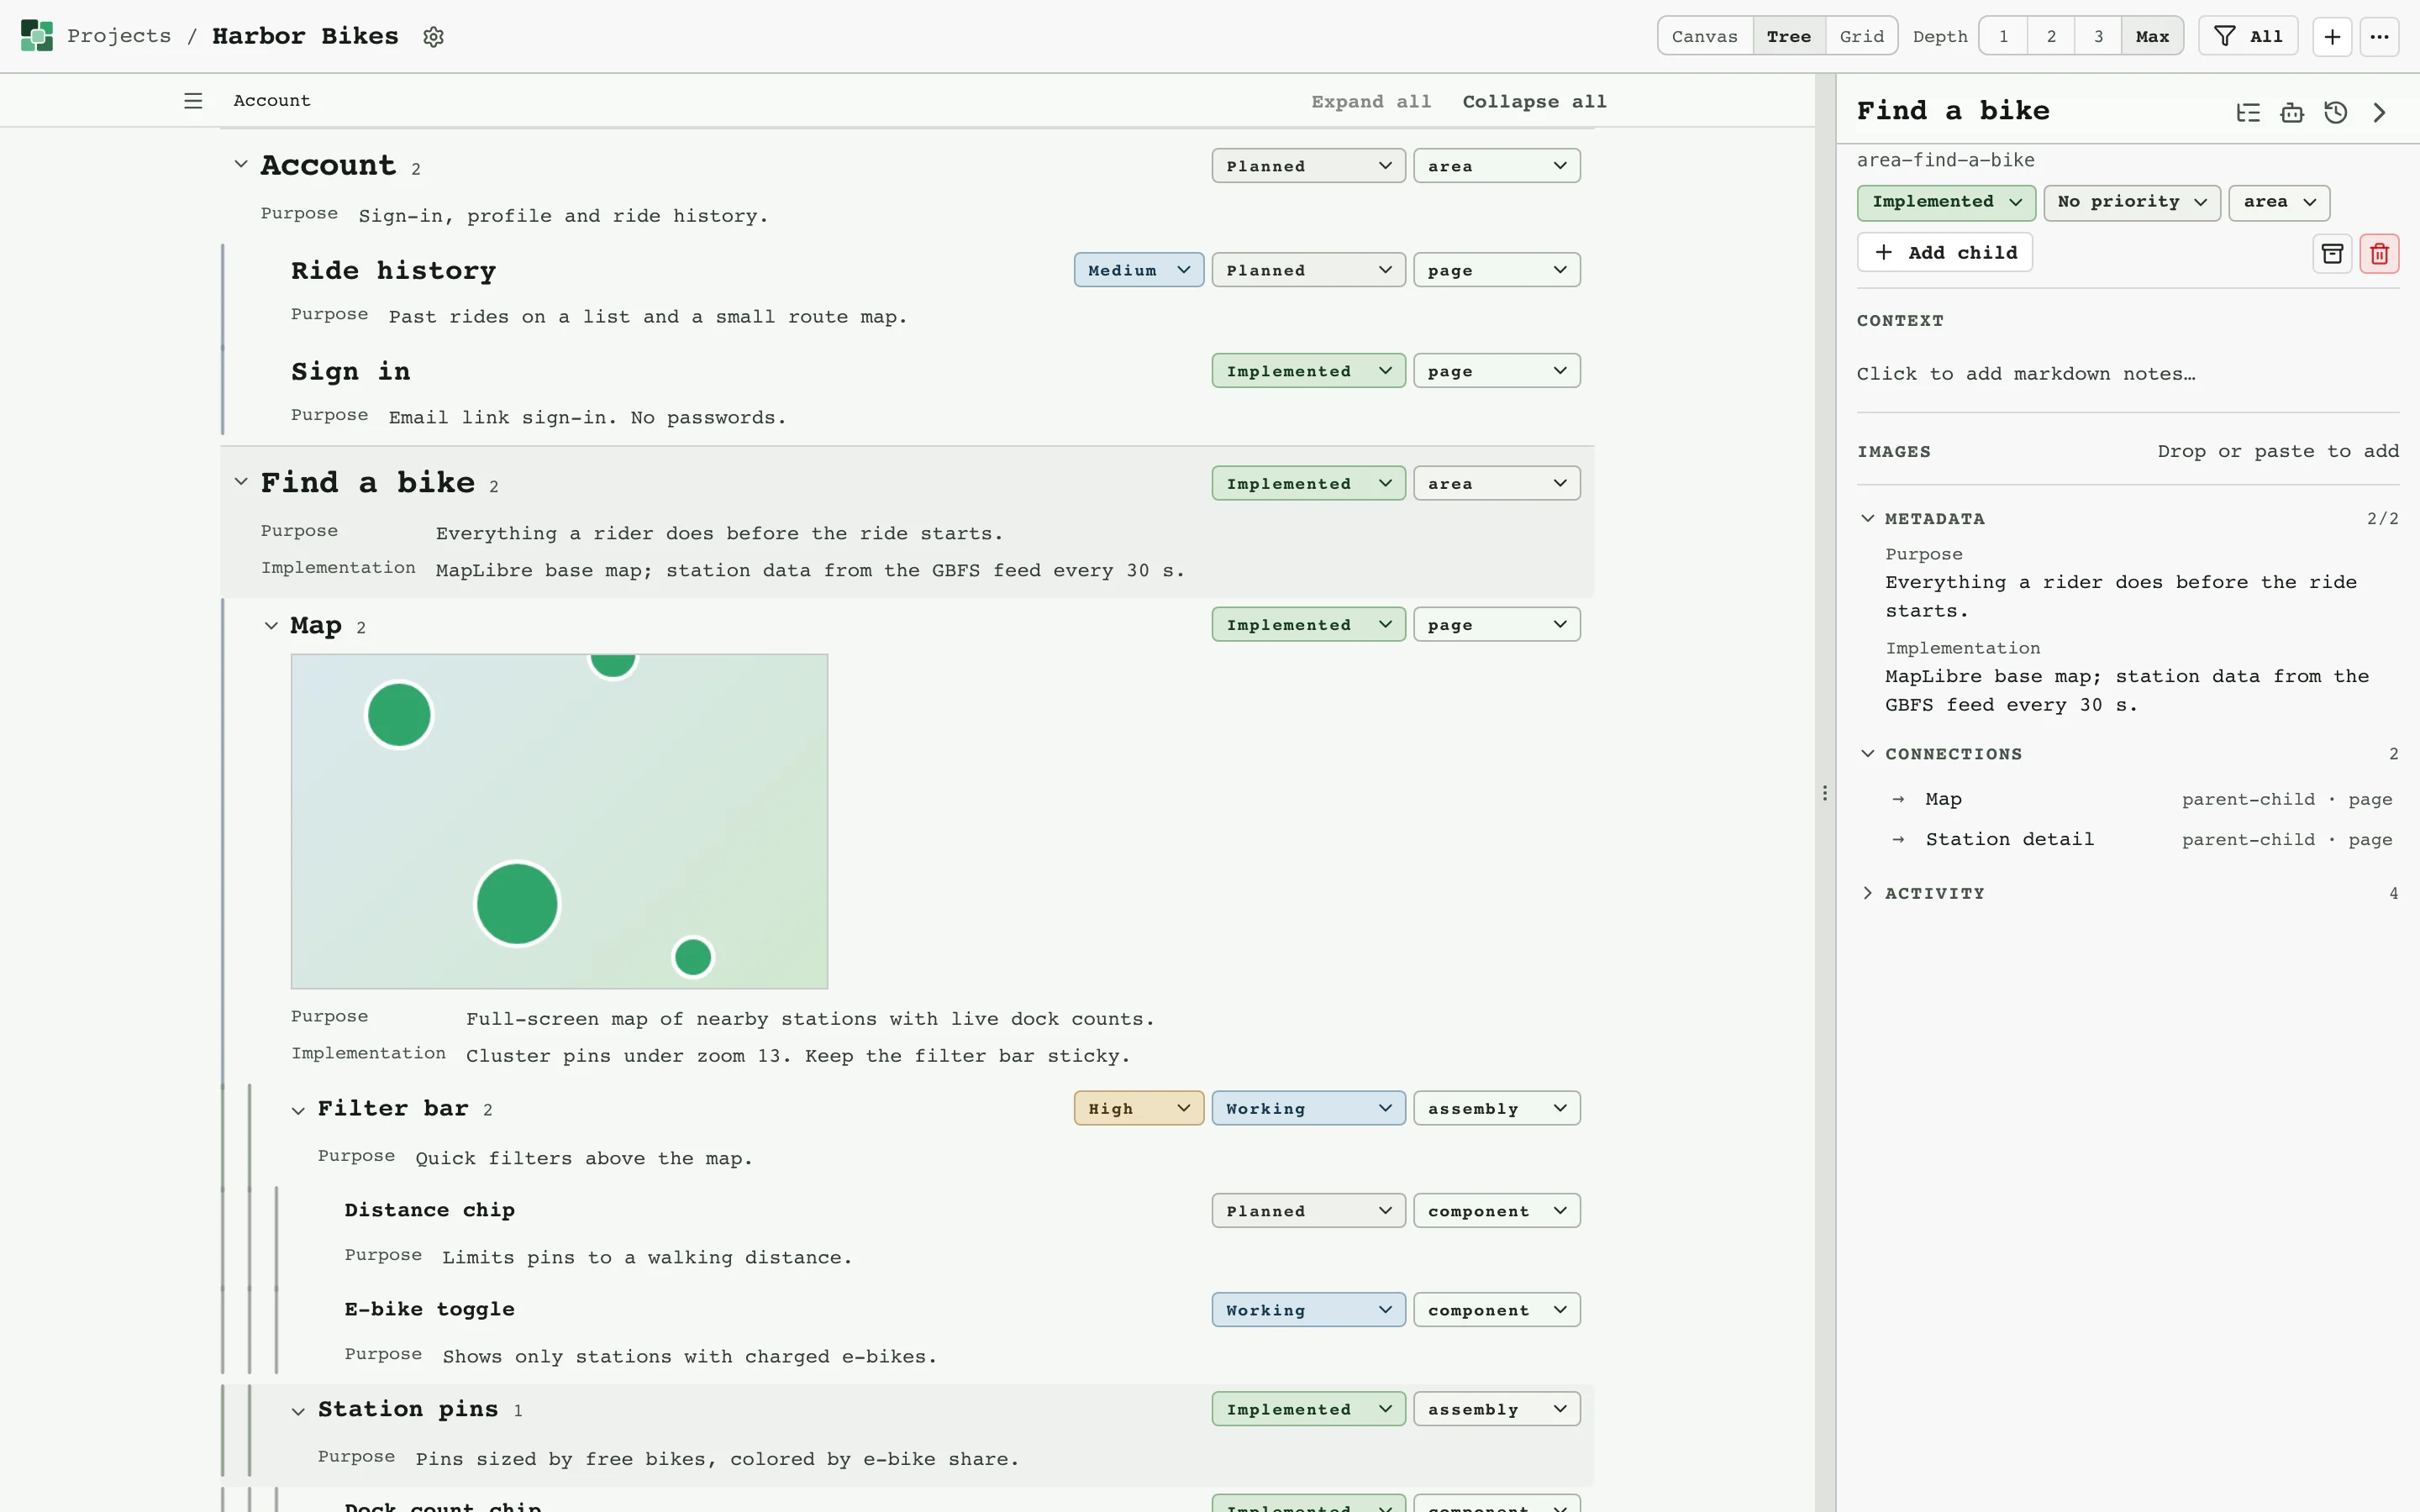 Projects / Harbor Bikes
Canvas Tree Grid Depth 1 2 3 Max All
Account Expand all Collapse all
Account 2 Planned area
Purpose Sign-in, profile and ride history.
Ride history Medium Planned page
Purpose Past rides on a list and a small route map.
Sign in Implemented page
Purpose Email link sign-in. No passwords.
Find a bike 2 Implemented area
Purpose Everything a rider does before the ride starts.
Implementation MapLibre base map; station data from the GBFS feed every 30 s.
Map 2 Implemented page
Purpose Full-screen map of nearby stations with live dock counts.
Implementation Cluster pins under zoom 13. Keep the filter bar sticky.
Filter bar 2 High Working assembly
Purpose Quick filters above the map.
Distance chip Planned component
Purpose Limits pins to a walking distance.
E-bike toggle Working component
Purpose Shows only stations with charged e-bikes.
Station pins 1 Implemented assembly
Purpose Pins sized by free bikes, colored by e-bike share.
Dock count chip Implemented component
Find a bike
area-find-a-bike
Implemented No priority area
Add child
CONTEXT
Click to add markdown notes…
IMAGES Drop or paste to add
METADATA 2/2
Purpose
Everything a rider does before the ride
starts.
Implementation
MapLibre base map; station data from the
GBFS feed every 30 s.
CONNECTIONS 2
→ Map parent-child · page
→ Station detail parent-child · page
ACTIVITY 4